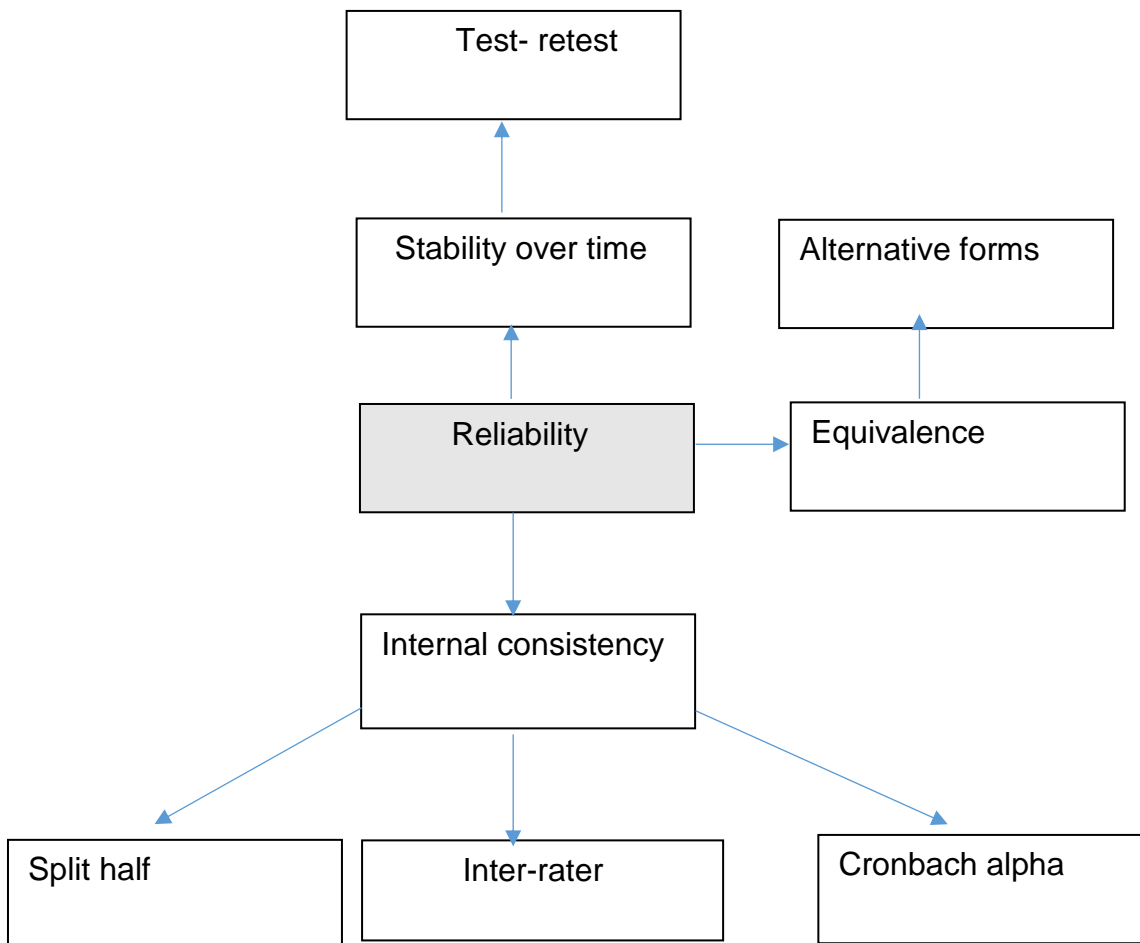 Test- retest
Stability over time
Alternative forms
Reliability
Equivalence
Internal consistency
Split half
Inter-rater
Cronbach alpha